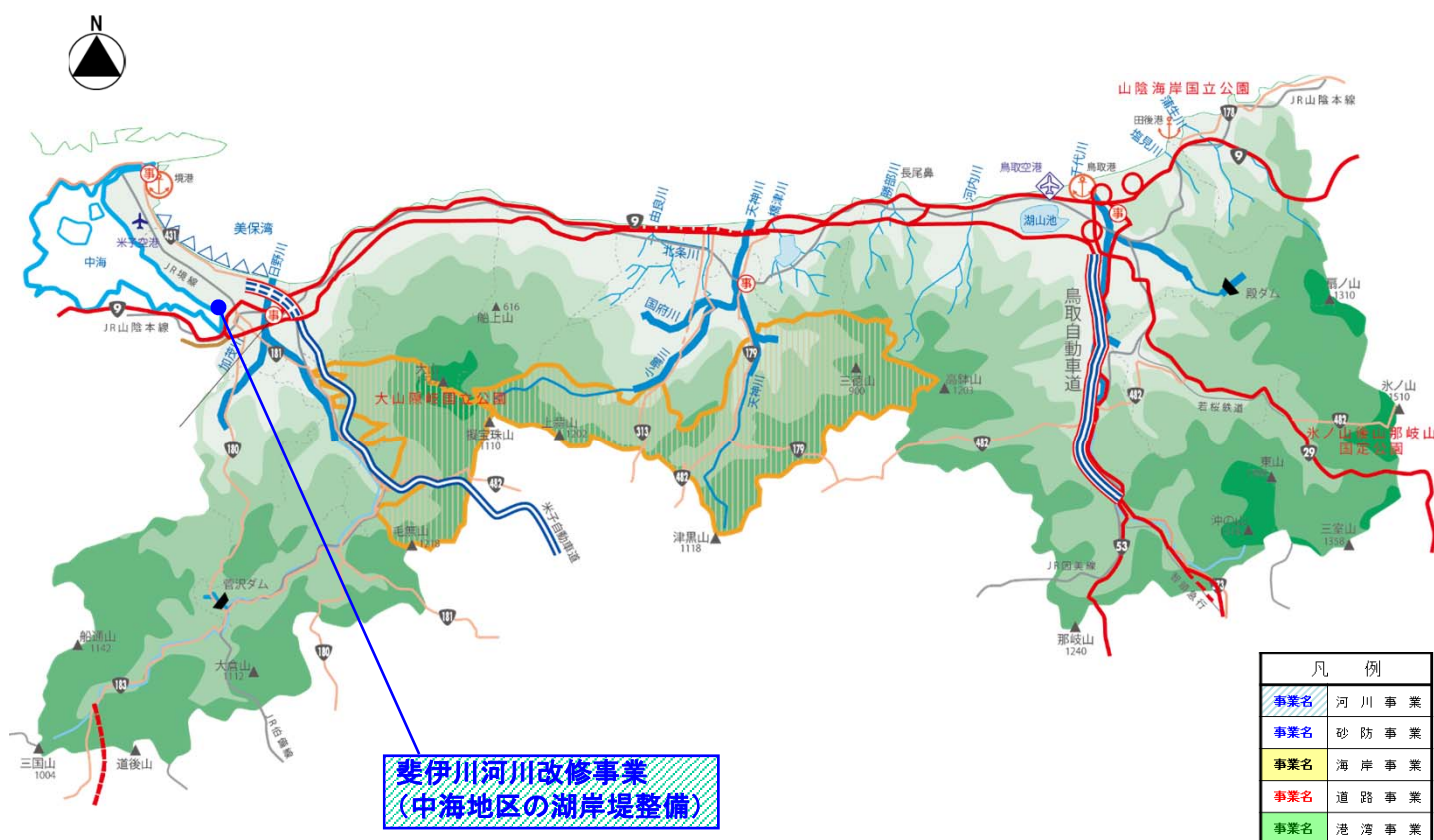 N
山陰海岸国立公園
JR山陰本線
蒲生川
田後港
178
塩見川
9
千代川
鳥取港
鳥取空港
事
湖山池
河内川
長尾鼻
勝部川
橋津川
天神川
由良川
9
北条川
国府川
事
小鴨川
179
天神川
事
境港
米子空港
431
美保湾
中海
JR境線
日野川
9
JR山陰本線
事
加茂川
181
616
船上山
大山隠岐国立公園
擬宝珠山
1110
1202
313
三徳山
900
高鉢山
1203
鳥取自動車道
殿ダム
扇ノ山
1310
482
若桜鉄道
氷ノ山
1510
482
氷ノ山後山那岐山
国定公園
29
東山
沖の山
三室山
1358
180
482
米子自動車道
毛無山
1218
482
179
482
津黒山
1118
53
JR因美線
智頭急行
那岐山
1240
菅沢ダム
船通山
1142
大倉山
1112
181
180
183
JR伯備線
三国山
1004
道後山
斐伊川河川改修事業
(中海地区の湖岸堤整備)
凡 例
事業名 河川事業
事業名 砂防事業
事業名 海岸事業
事業名 道路事業
事業名 港湾事業